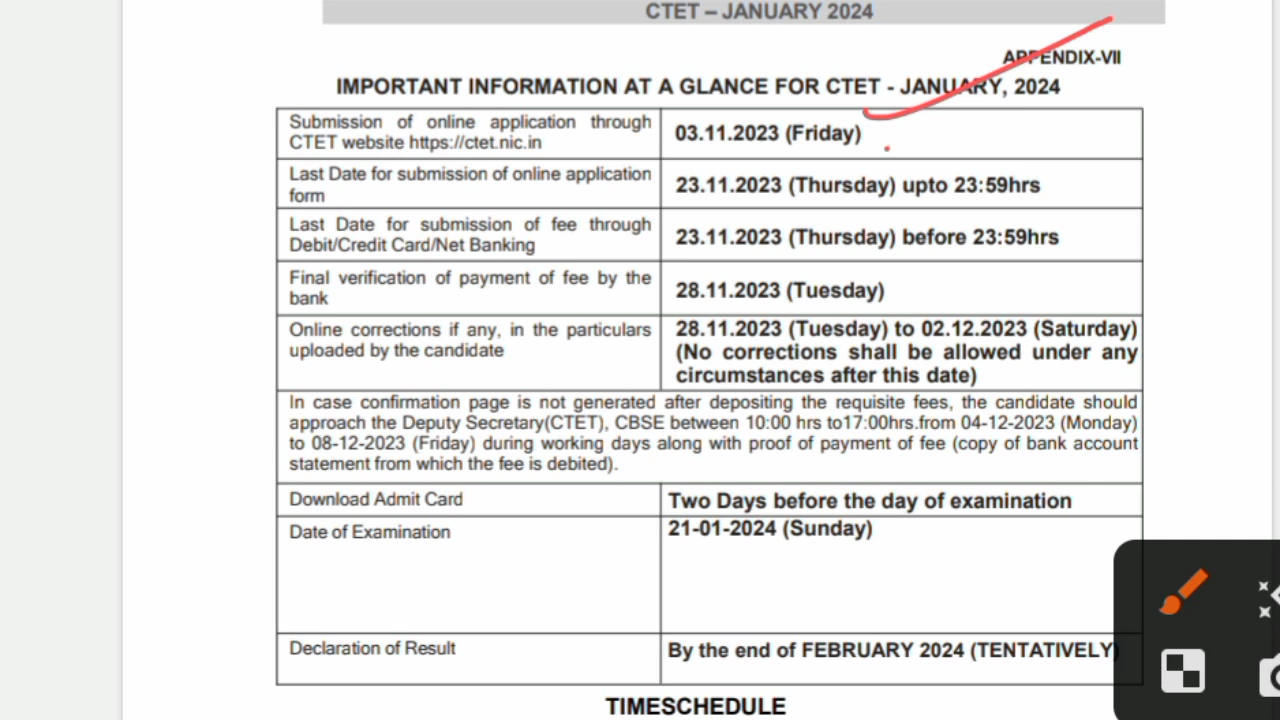 CTET – JANUARY 2024
APPENDIX-VII
IMPORTANT INFORMATION AT A GLANCE FOR CTET - JANUARY, 2024
Submission of online application through
CTET website https://ctet.nic.in
03.11.2023 (Friday)
Last Date for submission of online application
form
23.11.2023 (Thursday) upto 23:59hrs
Last Date for submission of fee through
Debit/Credit Card/Net Banking
23.11.2023 (Thursday) before 23:59hrs
Final verification of payment of fee by the
bank
28.11.2023 (Tuesday)
Online corrections if any, in the particulars
uploaded by the candidate
28.11.2023 (Tuesday) to 02.12.2023 (Saturday)
(No corrections shall be allowed under any
circumstances after this date)
In case confirmation page is not generated after depositing the requisite fees, the candidate should
approach the Deputy Secretary(CTET), CBSE between 10:00 hrs to17:00hrs.from 04-12-2023 (Monday)
to 08-12-2023 (Friday) during working days along with proof of payment of fee (copy of bank account
statement from which the fee is debited).
Download Admit Card
Two Days before the day of examination
Date of Examination
21-01-2024 (Sunday)
Declaration of Result
By the end of FEBRUARY 2024 (TENTATIVELY)
TIMESCHEDULE